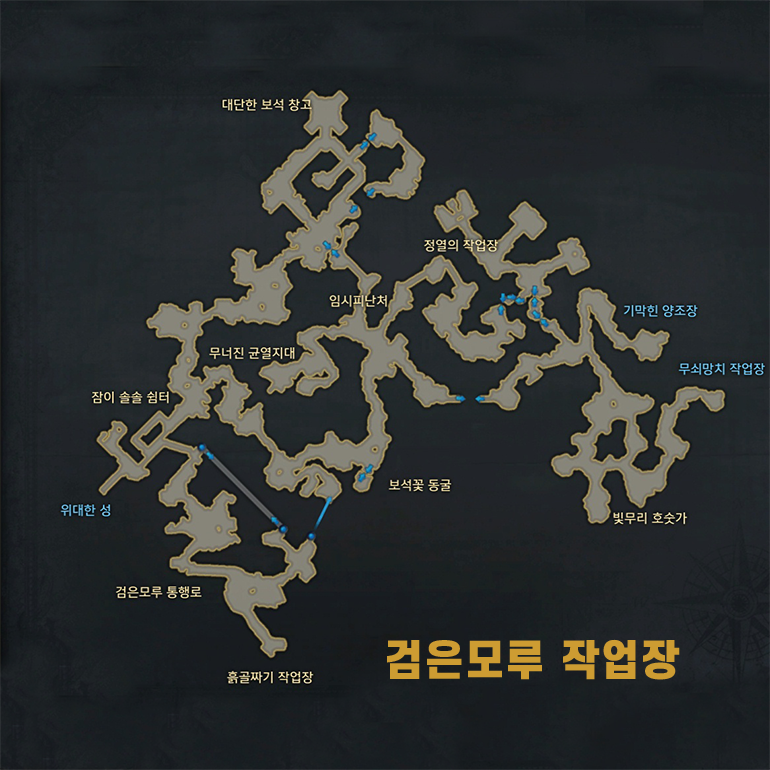 대단한 보석 창고
정열의 작업장
임시피난처
기막힌 양조장
무너진 균열지대
무쇠망치 작업장
잠이 솔솔 쉼터
보석꽃 동굴
위대한 성
빛무리 호숫가
검은모루 통행로
검은모루 작업장
흙골짜기 작업장